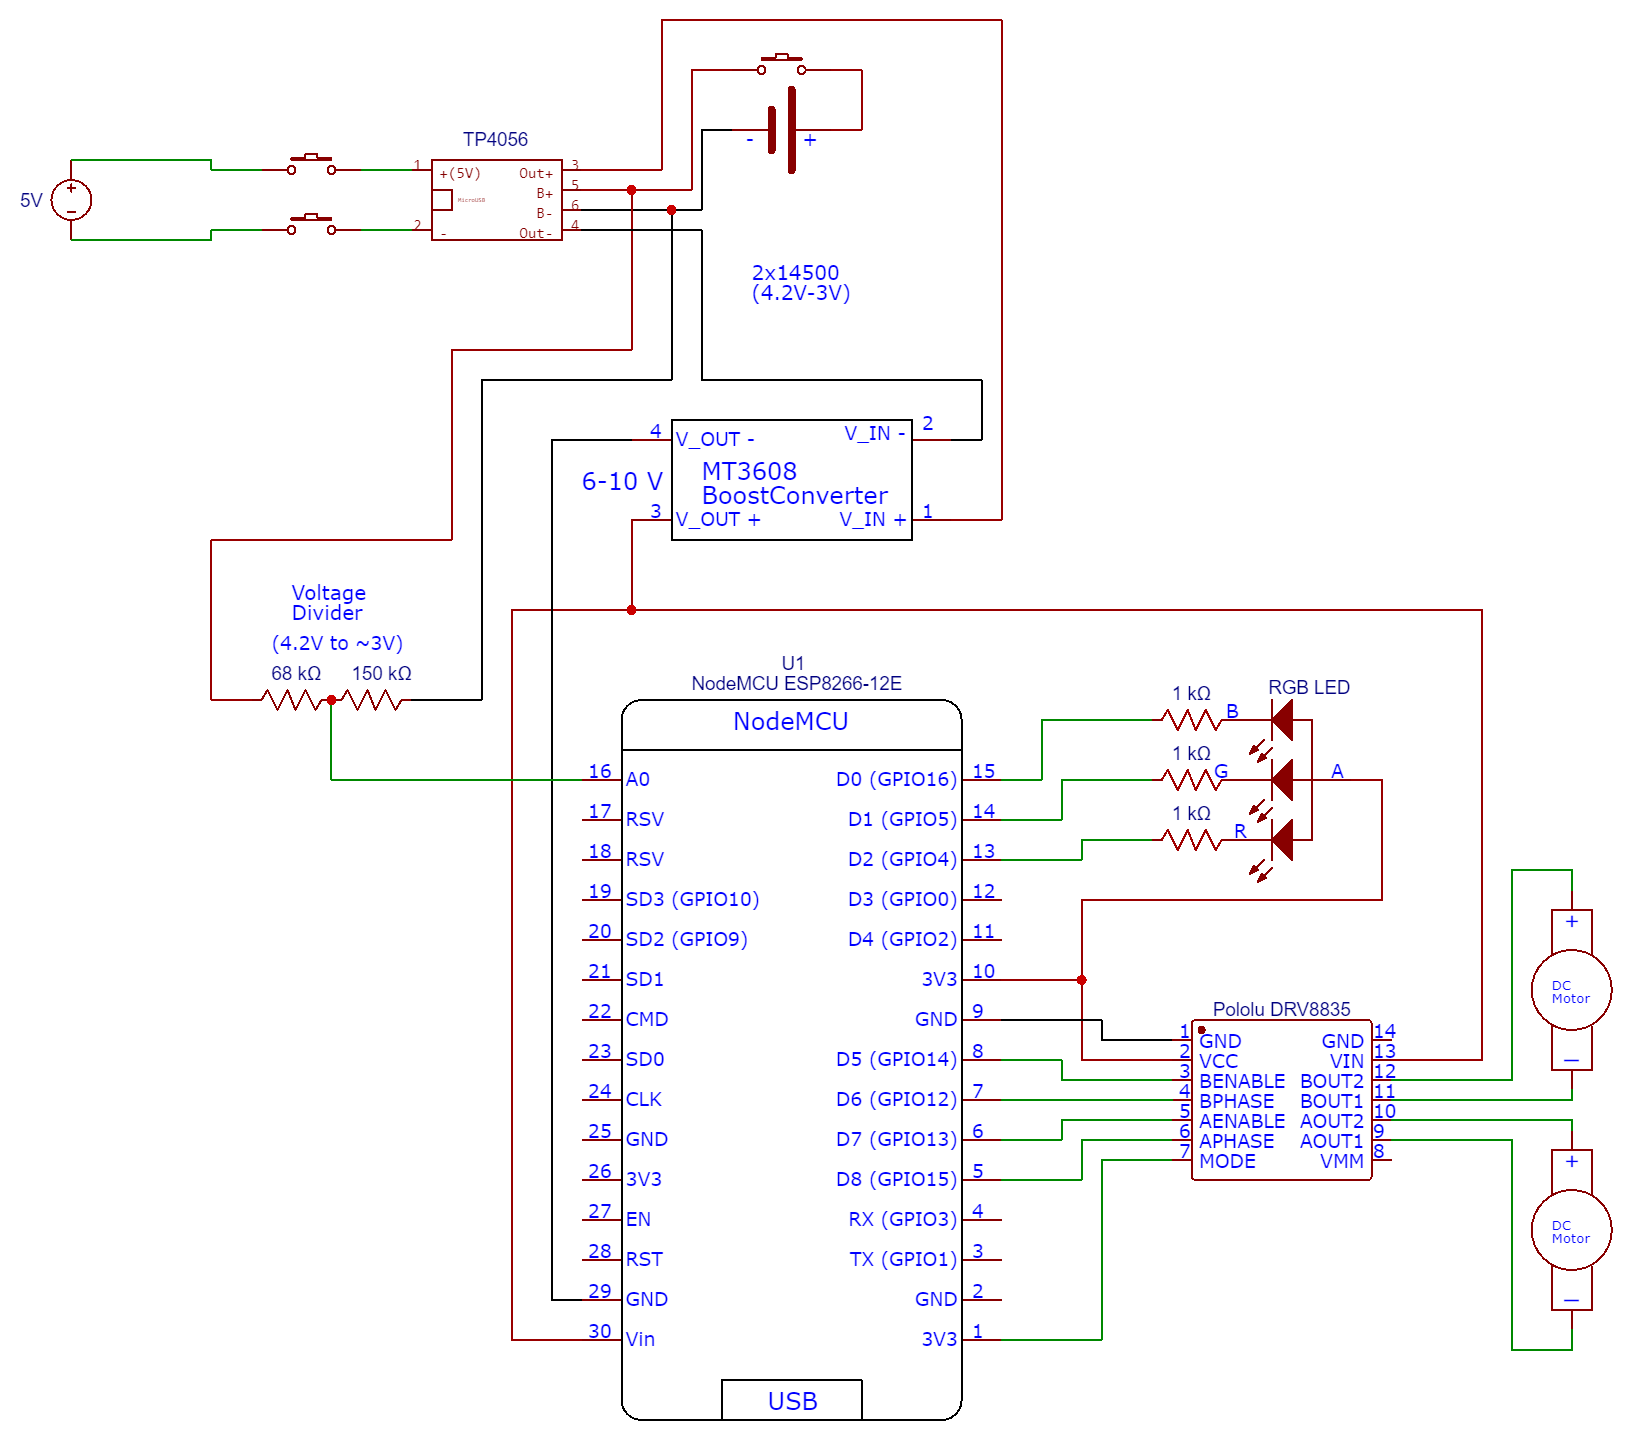 TP4056
5V
+
−
1
2
+(5V)
MicroUSB
-
Out+
B+
B-
Out-
3
5
6
4
-
+
2x14500
(4.2V-3V)
4
V_OUT -
V_IN -
2
6-10 V
MT3608
BoostConverter
3
V_OUT +
V_IN +
1
Voltage
Divider
(4.2V to ~3V)
68 kΩ
150 kΩ
U1
NodeMCU ESP8266-12E
NodeMCU
16 A0
17 RSV
18 RSV
19 SD3 (GPIO10)
20 SD2 (GPIO9)
21 SD1
22 CMD
23 SD0
24 CLK
25 GND
26 3V3
27 EN
28 RST
29 GND
30 Vin
D0 (GPIO16) 15
D1 (GPIO5) 14
D2 (GPIO4) 13
D3 (GPIO0) 12
D4 (GPIO2) 11
3V3 10
GND 9
D5 (GPIO14) 8
D6 (GPIO12) 7
D7 (GPIO13) 6
D8 (GPIO15) 5
RX (GPIO3) 4
TX (GPIO1) 3
GND 2
3V3 1
USB
RGB LED
1 kΩ
B
1 kΩ
G
A
1 kΩ
R
Pololu DRV8835
1 GND
2 VCC
3 BENABLE
4 BPHASE
5 AENABLE
6 APHASE
7 MODE
GND 14
VIN 13
BOUT2 12
BOUT1 11
AOUT2 10
AOUT1 9
VMM 8
+
DC
Motor
−
+
DC
Motor
−